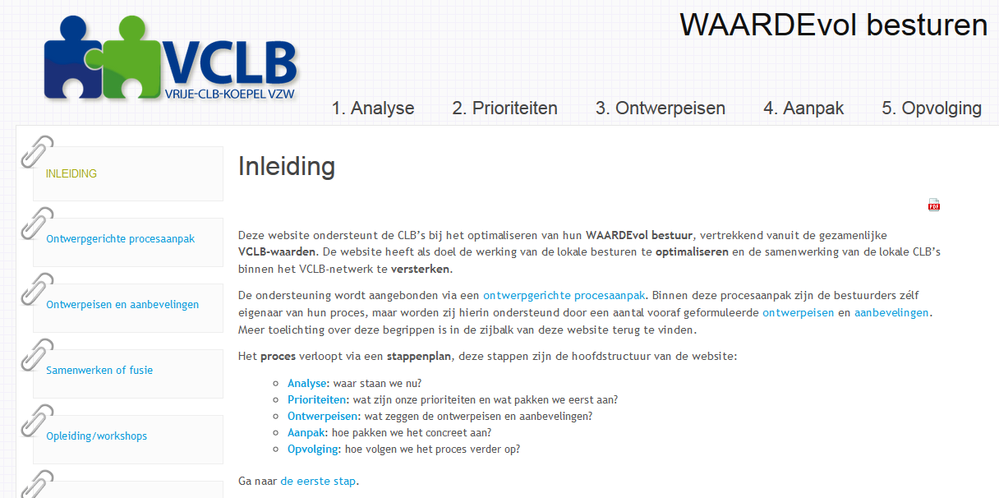 WAARDEvol besturen
VCLB
VRIJE-CLB-KOEPEL VZW
1. Analyse 2. Prioriteiten 3. Ontwerpeisen 4. Aanpak 5. Opvolging
INLEIDING
Ontwerpgerichte procesaanpak
Ontwerpeisen en aanbevelingen
Samenwerken of fusie
Opleiding/workshops
Inleiding
PDF
Deze website ondersteunt de CLB’s bij het optimaliseren van hun WAARDEvol bestuur, vertrekkend vanuit de gezamenlijke
VCLB-waarden. De website heeft als doel de werking van de lokale besturen te optimaliseren en de samenwerking van de lokale CLB’s
binnen het VCLB-netwerk te versterken.
De ondersteuning wordt aangeboden via een ontwerpgerichte procesaanpak. Binnen deze procesaanpak zijn de bestuurders zélf
eigenaar van hun proces, maar worden zij hierin ondersteund door een aantal vooraf geformuleerde ontwerpeisen en aanbevelingen.
Meer toelichting over deze begrippen is in de zijbalk van deze website terug te vinden.
Het proces verloopt via een stappenplan, deze stappen zijn de hoofdstructuur van de website:
Analyse: waar staan we nu?
Prioriteiten: wat zijn onze prioriteiten en wat pakken we eerst aan?
Ontwerpeisen: wat zeggen de ontwerpeisen en aanbevelingen?
Aanpak: hoe pakken we het concreet aan?
Opvolging: hoe volgen we het proces verder op?
Ga naar de eerste stap.